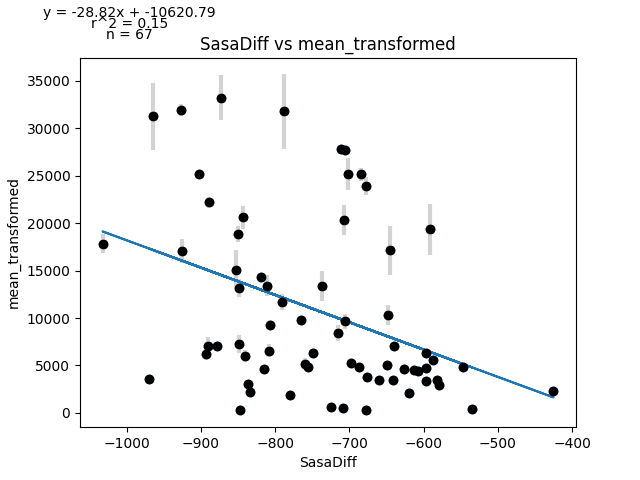 y = -28.82x + -10620.79
r^2 = 0.15
n = 67
SasaDiff vs mean_transformed
35000
30000
25000
20000
15000
10000
5000
0
mean_transformed
−1000 −900 −800 −700 −600 −500 −400
SasaDiff